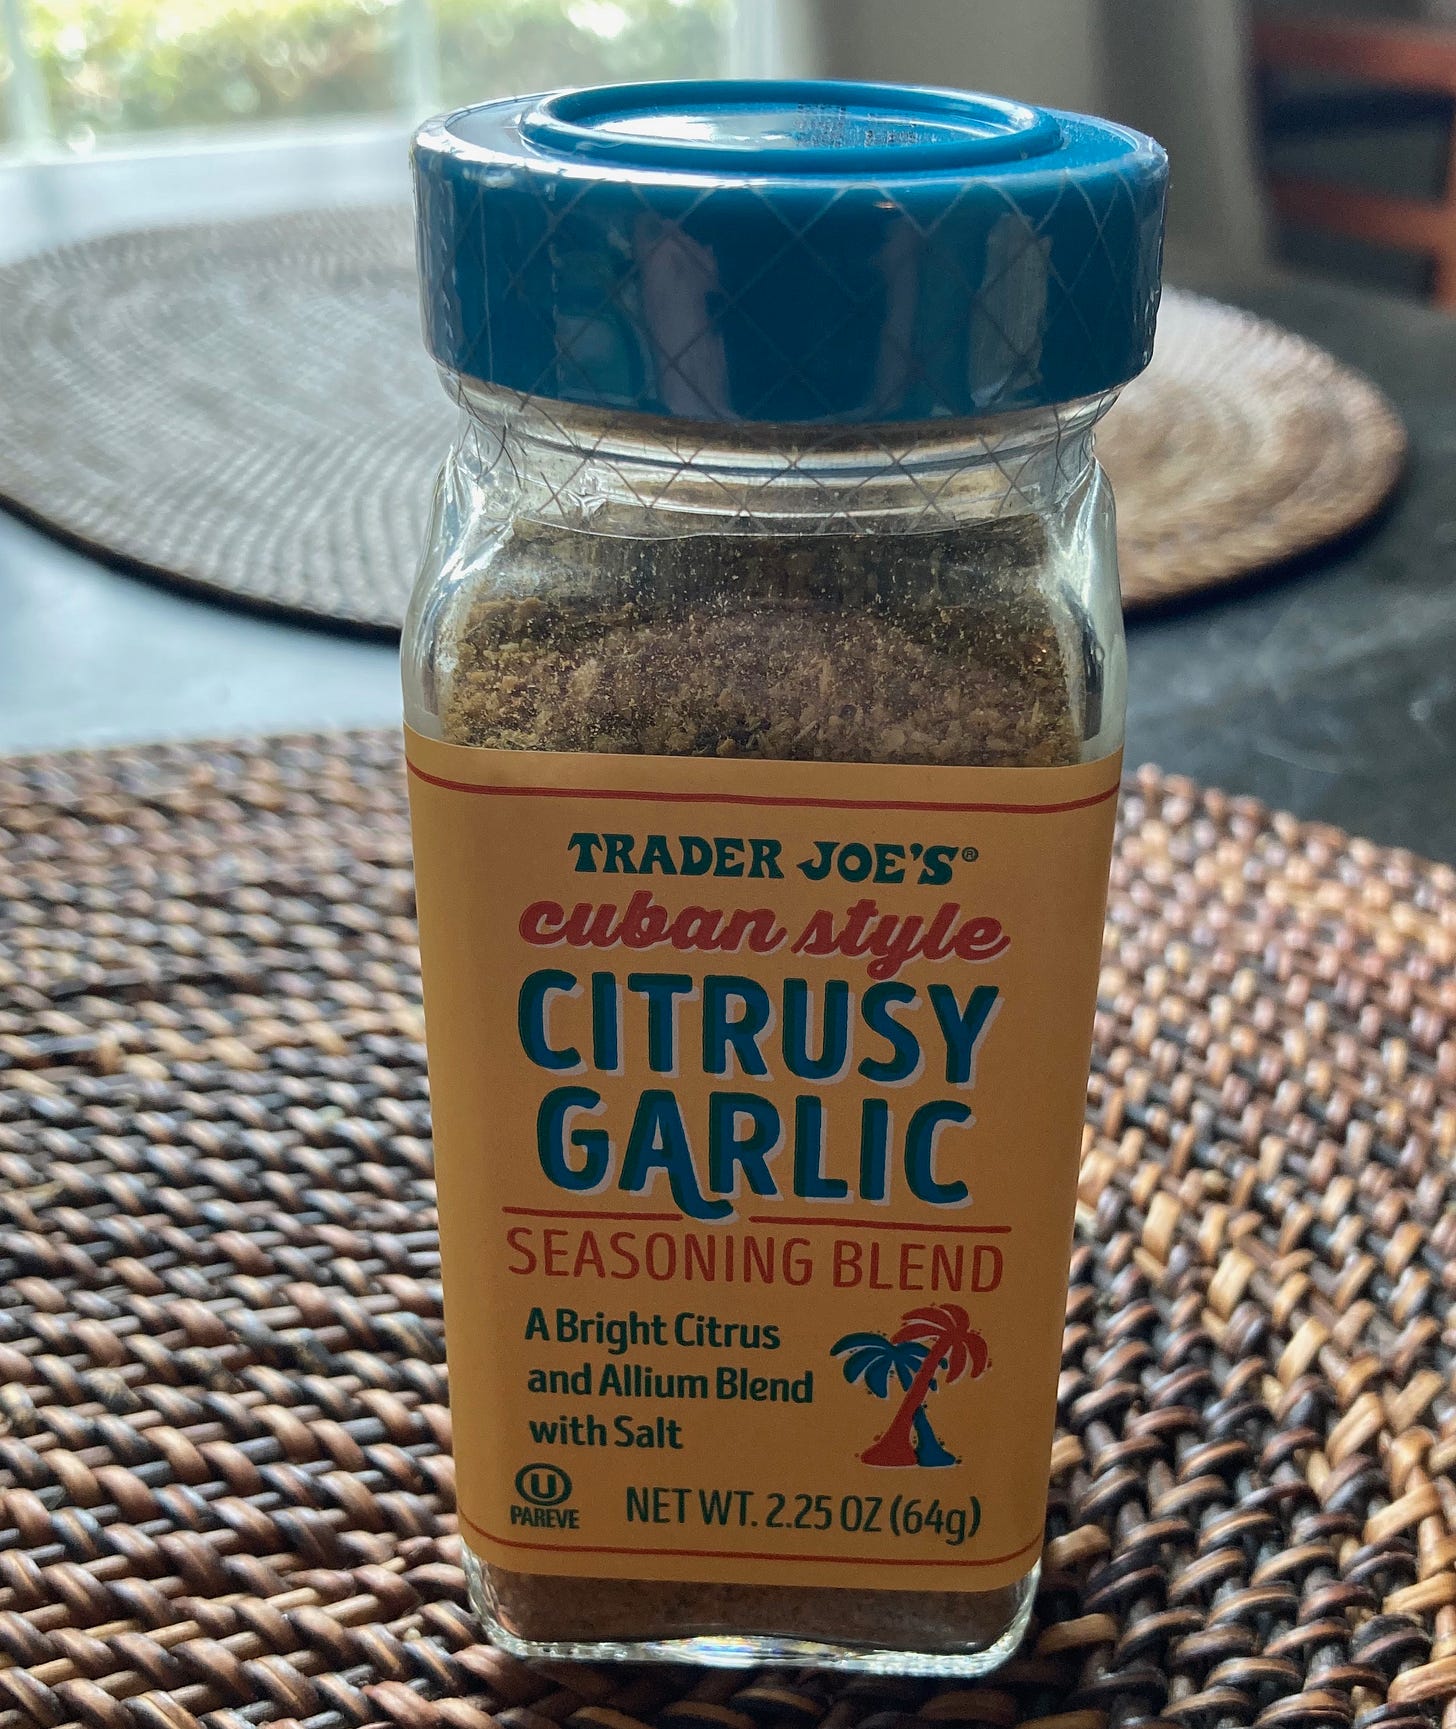 TRADER JOE'S®
cuban style
CITRUSY
GARLIC
SEASONING BLEND
A Bright Citrus
and Allium Blend
with Salt
U
PAREVE
NET WT. 2.25 OZ (64g)